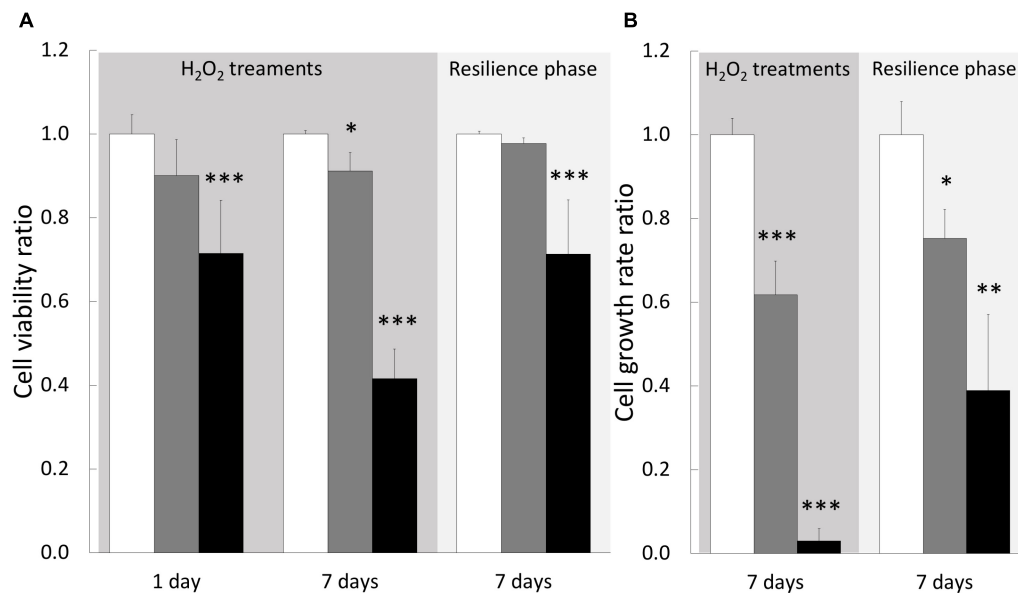 A
H₂O₂ treaments
Resilience phase
Cell viability ratio
1.2
1.0
0.8
0.6
0.4
0.2
0.0
***
*
***
***
1 day
7 days
7 days
B
H₂O₂ treatments
Resilience phase
Cell growth rate ratio
1.2
1.0
0.8
0.6
0.4
0.2
0.0
***
***
*
**
7 days
7 days